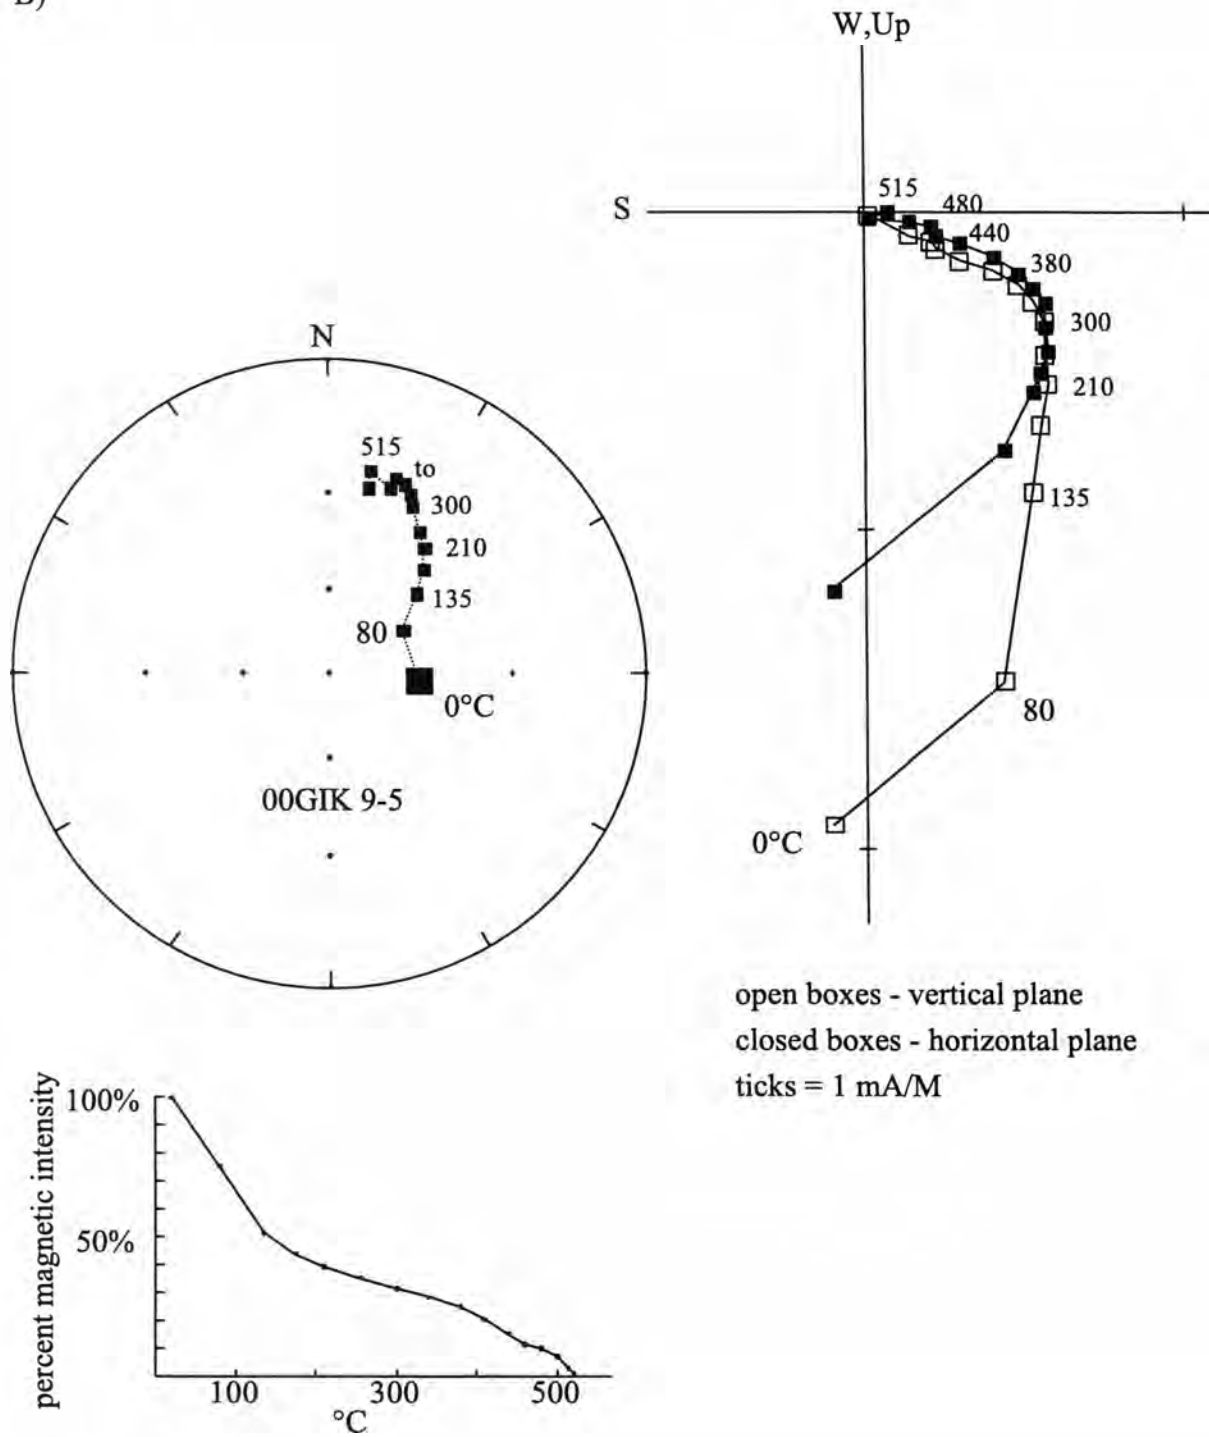 B)
W,Up
S
515
480
440
380
300
210
135
80
0°C
N
515
to
300
210
135
80
0°C
00GIK 9-5
open boxes - vertical plane
closed boxes - horizontal plane
ticks = 1 mA/M
percent magnetic intensity
100%
50%
100
300
500
°C